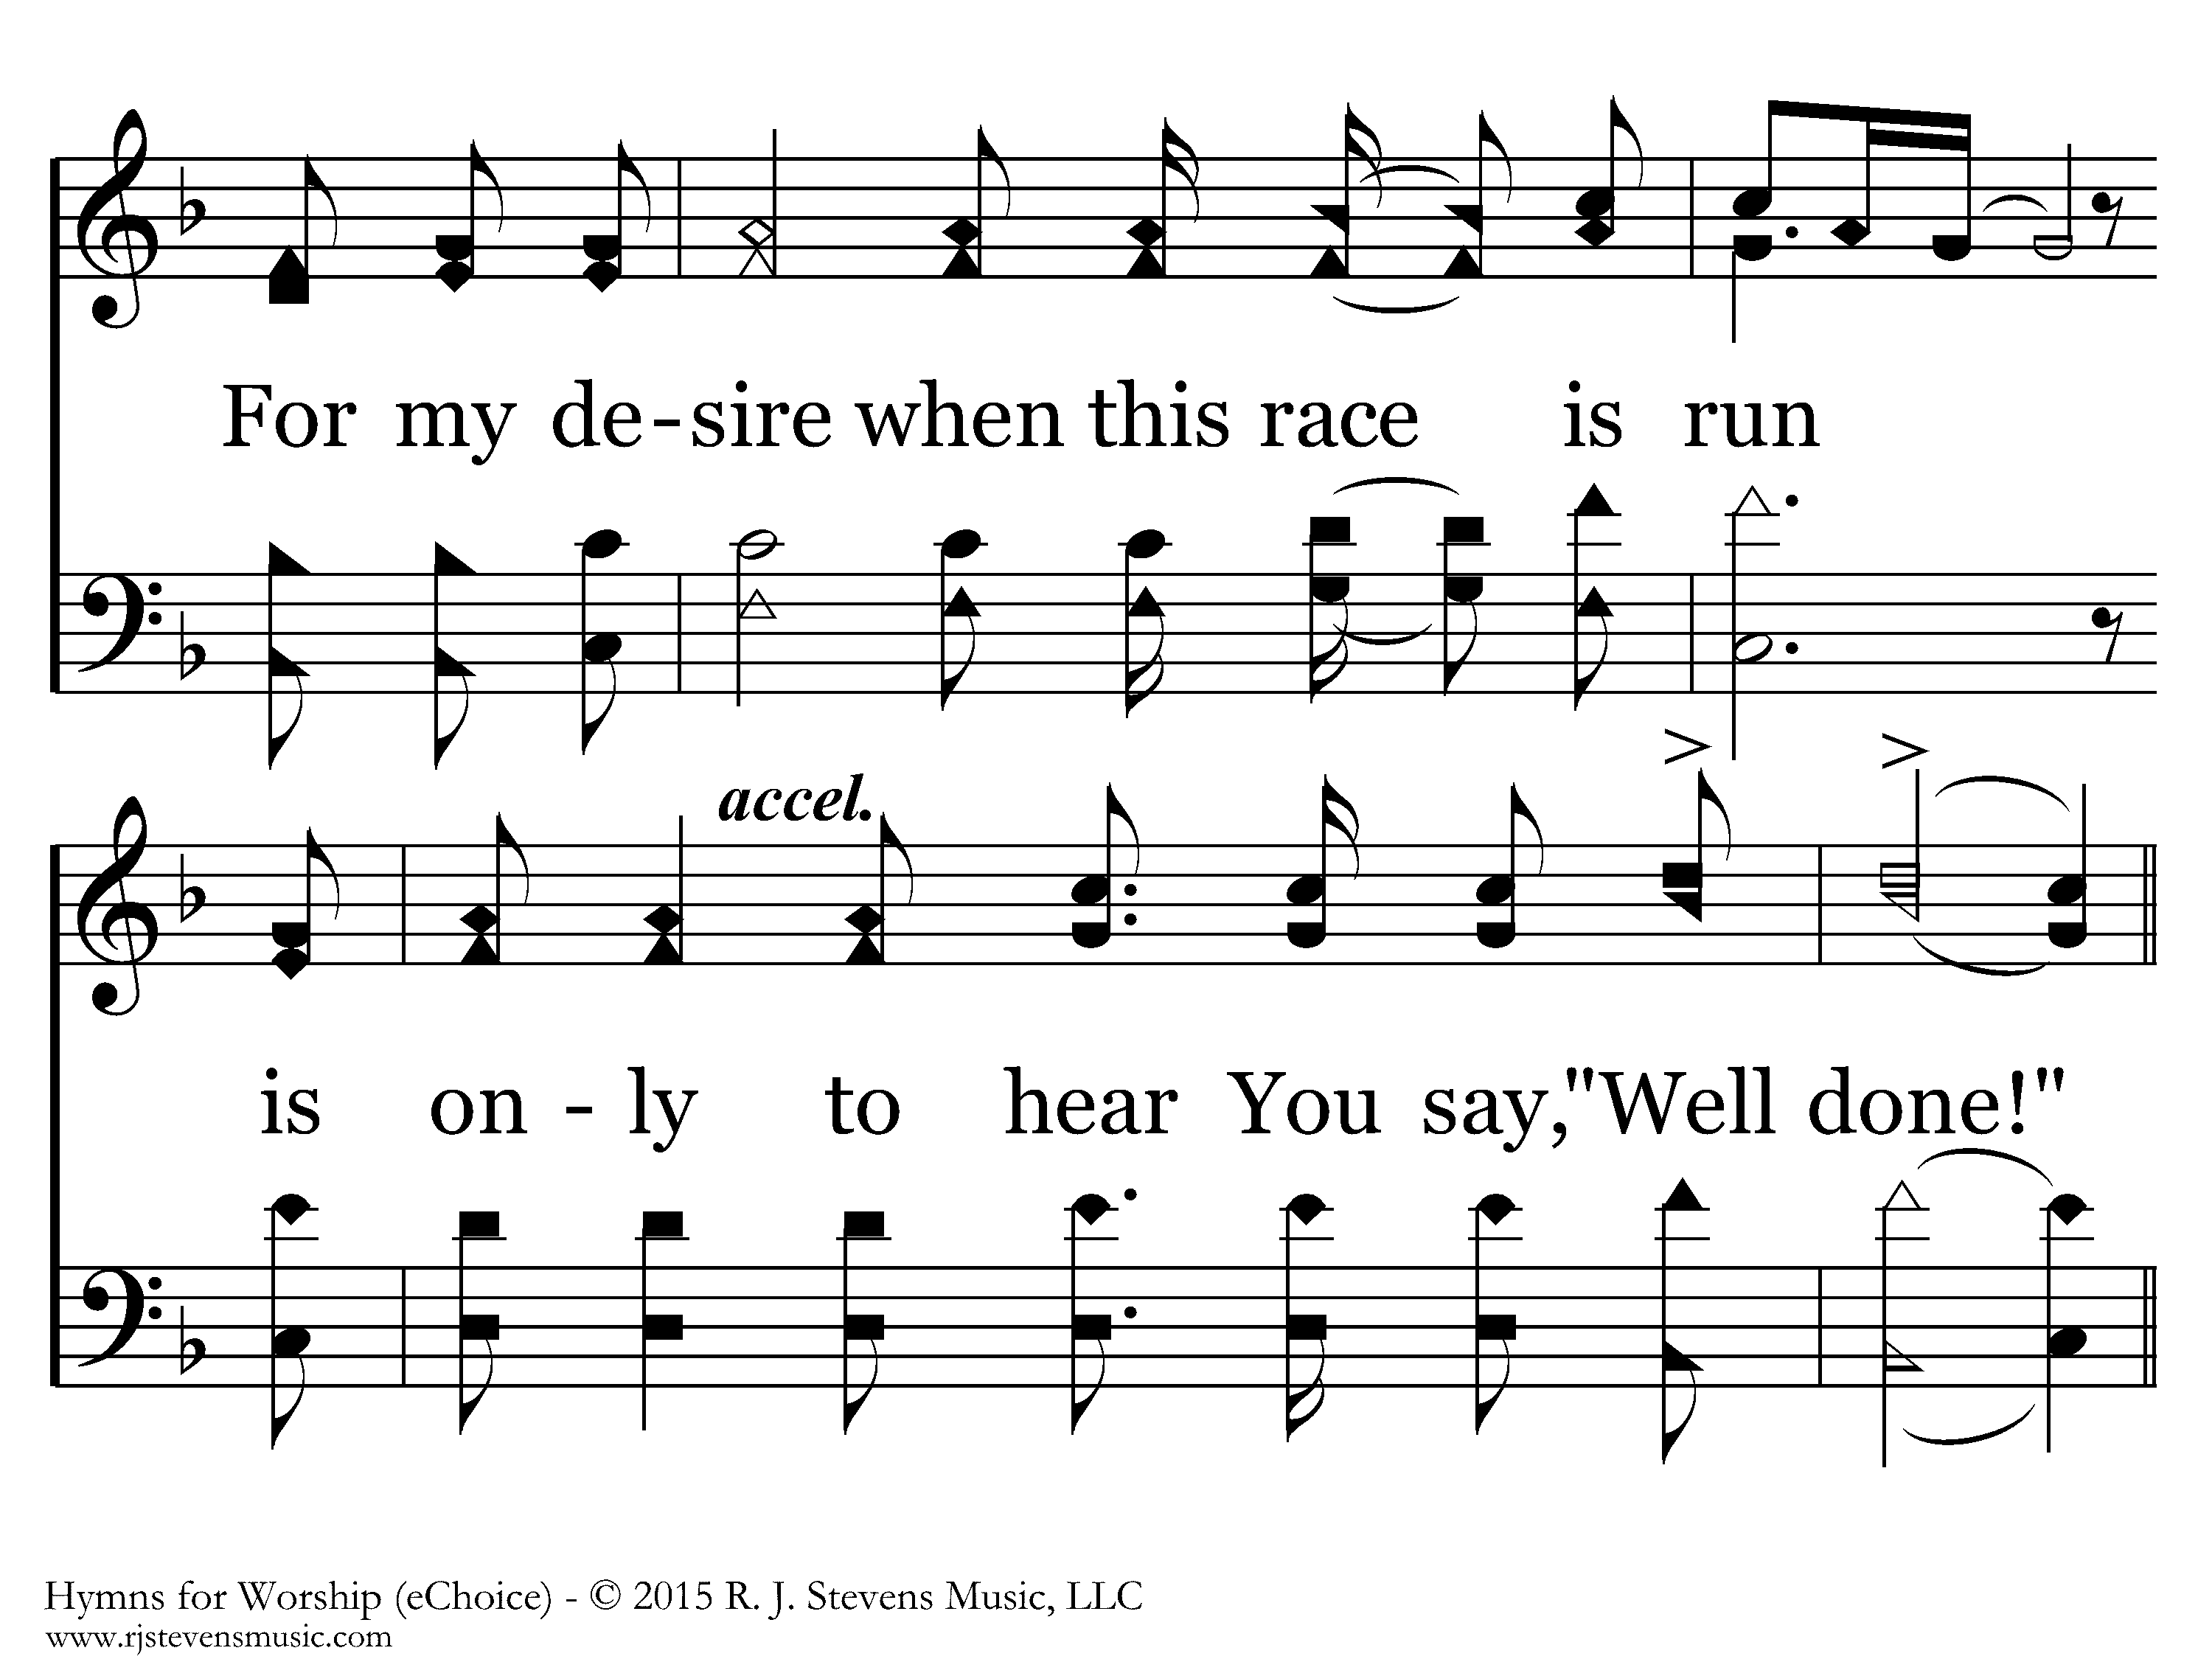 For my de-sire when this race is run
accel.
is on - ly to hear You say,"Well done!"
Hymns for Worship (eChoice) - © 2015 R. J. Stevens Music, LLC
www.rjstevensmusic.com